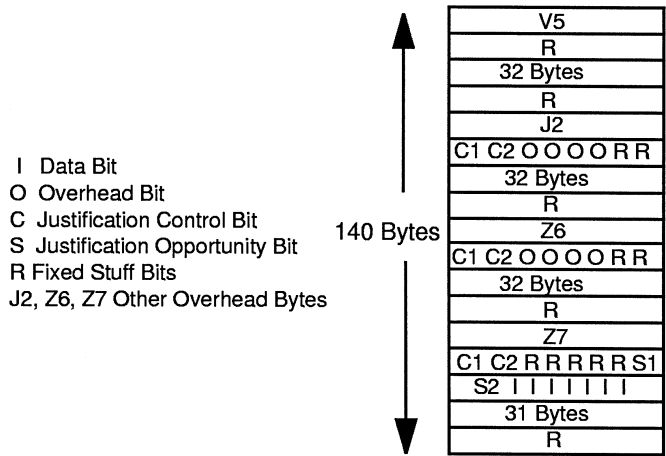 I Data Bit
O Overhead Bit
C Justification Control Bit
S Justification Opportunity Bit
R Fixed Stuff Bits
J2, Z6, Z7 Other Overhead Bytes
140 Bytes
V5
R
32 Bytes
R
J2
C1 C2 O O O O R R
32 Bytes
R
Z6
C1 C2 O O O O R R
32 Bytes
R
Z7
C1 C2 R R R R R S1
S2 I I I I I I I
31 Bytes
R